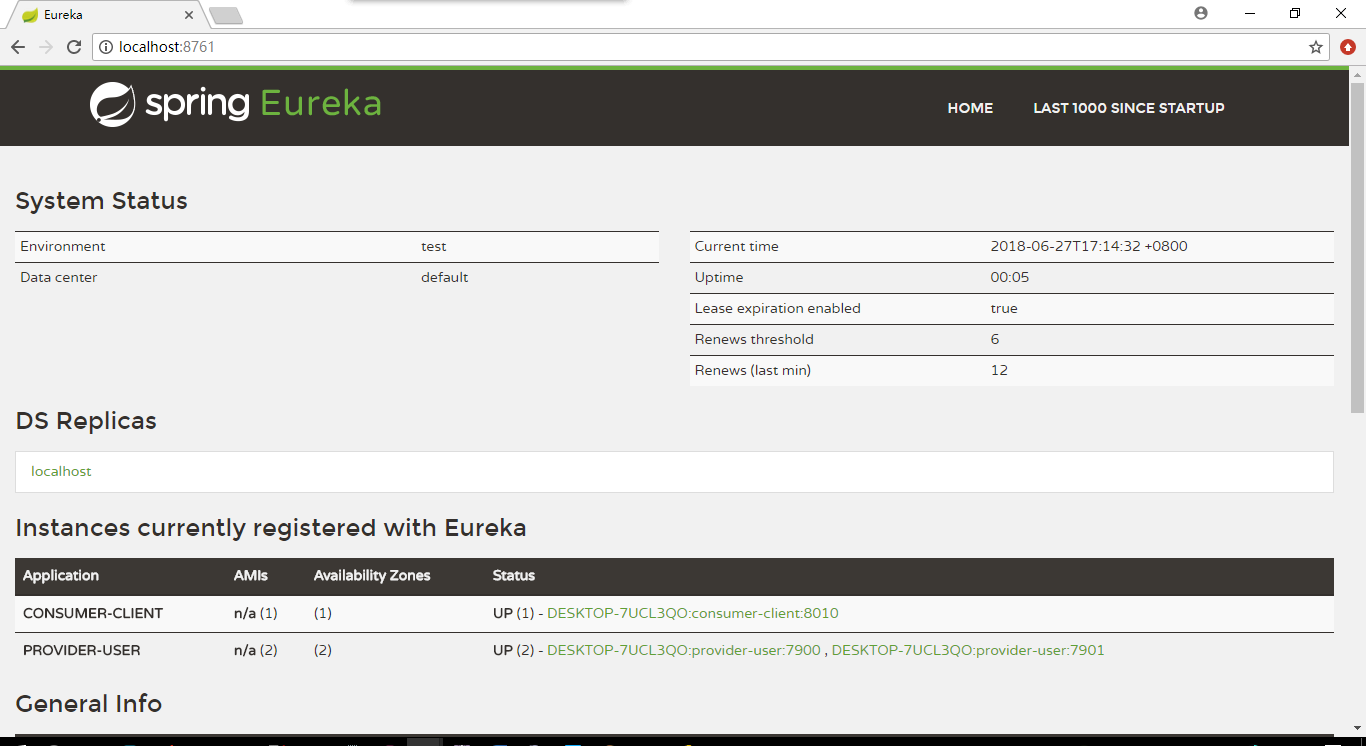 Eureka
localhost:8761
spring Eureka
HOME LAST 1000 SINCE STARTUP
System Status
Environment test
Data center default
Current time 2018-06-27T17:14:32 +0800
Uptime 00:05
Lease expiration enabled true
Renews threshold 6
Renews (last min) 12
DS Replicas
localhost
Instances currently registered with Eureka
Application AMIs Availability Zones Status
CONSUMER-CLIENT n/a (1) (1) UP (1) - DESKTOP-7UCL3QO:consumer-client:8010
PROVIDER-USER n/a (2) (2) UP (2) - DESKTOP-7UCL3QO:provider-user:7900 , DESKTOP-7UCL3QO:provider-user:7901
General Info